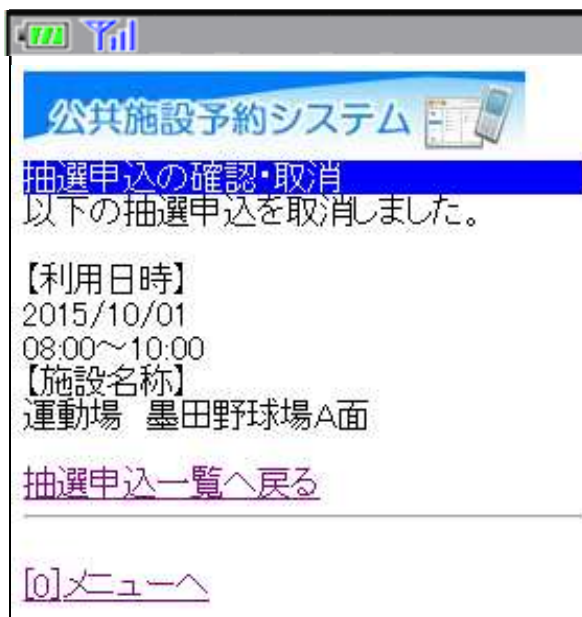 公共施設予約システム
抽選申込の確認・取消
以下の抽選申込を取消しました。
【利用日時】
2015/10/01
08:00～10:00
【施設名称】
運動場　墨田野球場A面
抽選申込一覧へ戻る
[0]メニューへ